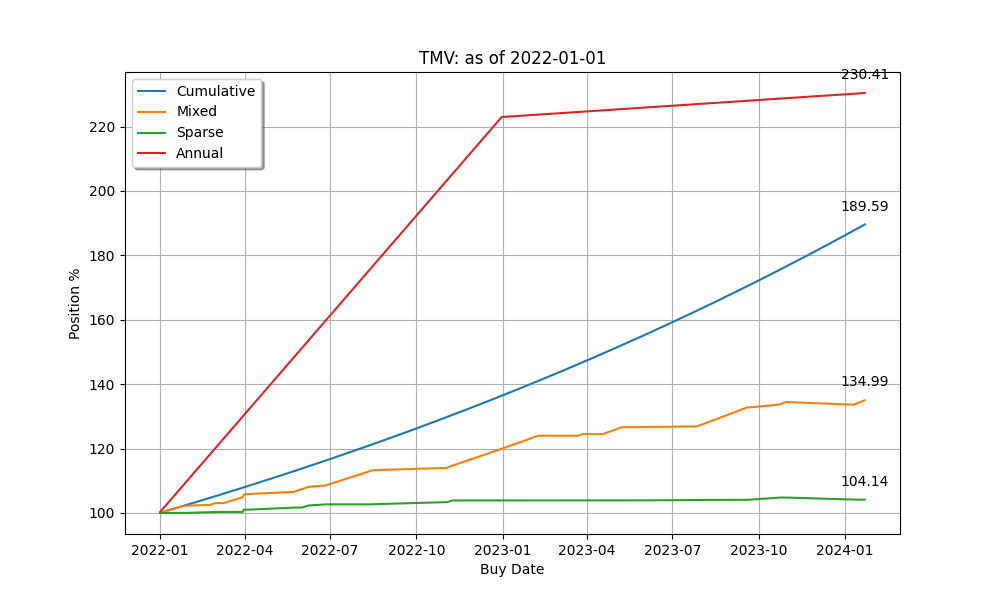 TMV: as of 2022-01-01
230.41
Cumulative
Mixed
Sparse
Annual
220
200
189.59
180
160
140
134.99
120
104.14
100
Position %
2022-01 2022-04 2022-07 2022-10 2023-01 2023-04 2023-07 2023-10 2024-01
Buy Date